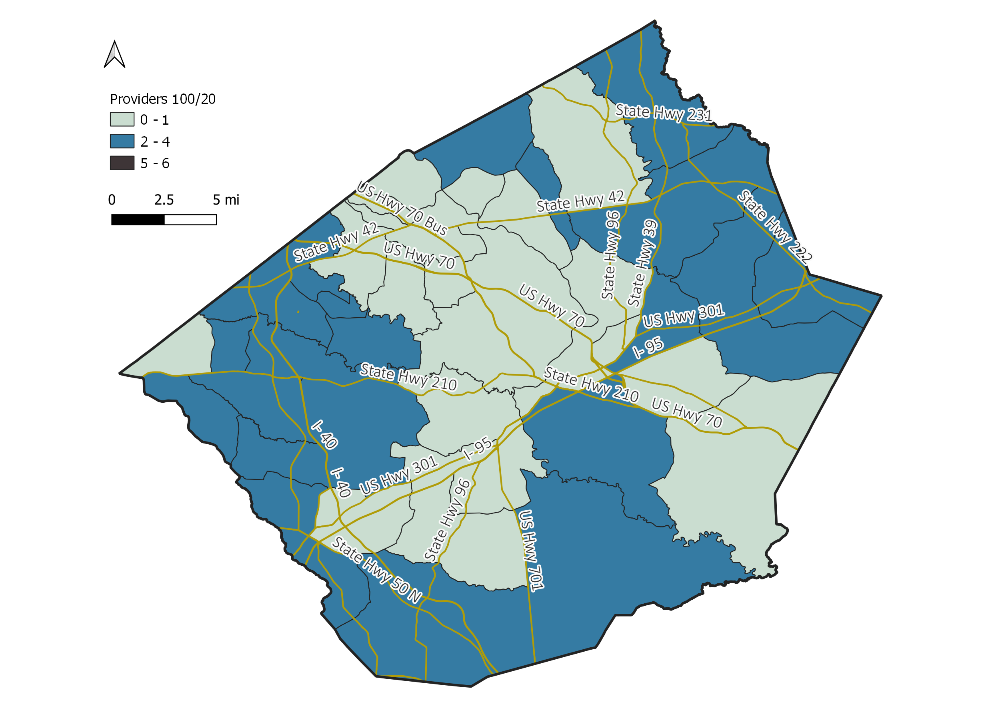 Providers 100/20
0 - 1
2 - 4
5 - 6
0 2.5 5 mi
State Hwy 231
US Hwy 70 Bus
State Hwy 42
State Hwy 42
State Hwy 222
State Hwy 96
State Hwy 39
US Hwy 70
US Hwy 70
US Hwy 301
I- 95
State Hwy 210
State Hwy 210
US Hwy 70
I- 40
I- 95
US Hwy 301
I- 40
State Hwy 96
US Hwy 701
State Hwy 50 N